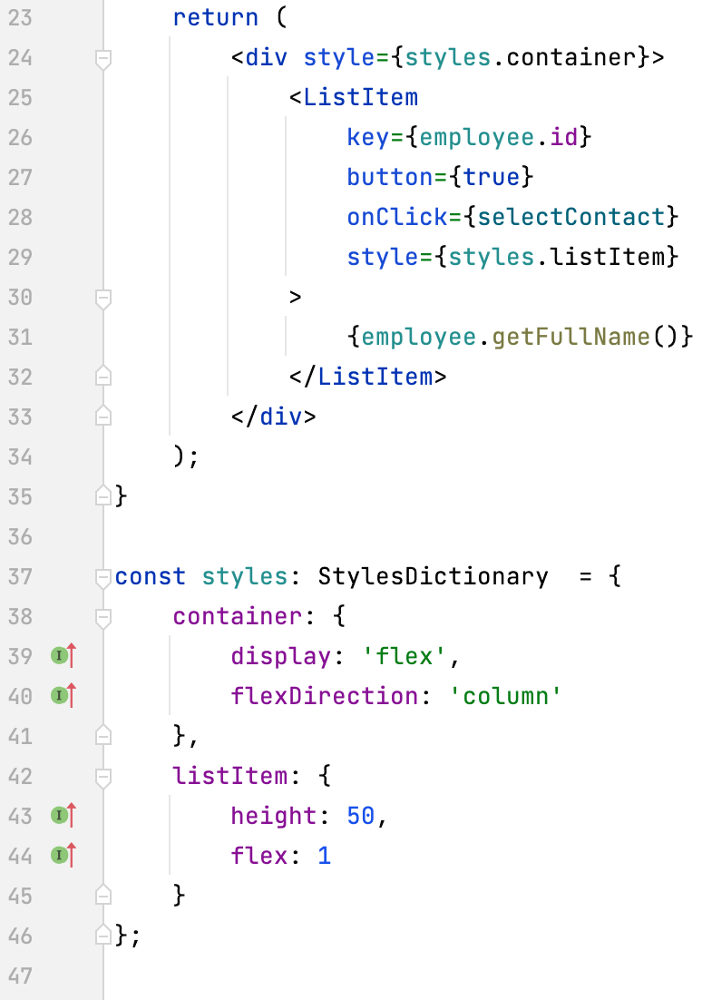 23 return (
24 <div style={styles.container}>
25 <ListItem
26 key={employee.id}
27 button={true}
28 onClick={selectContact}
29 style={styles.listItem}
30 >
31 {employee.getFullName()}
32 </ListItem>
33 </div>
34 );
35 }
36
37 const styles: StylesDictionary  = {
38 container: {
39 display: 'flex',
40 flexDirection: 'column'
41 },
42 listItem: {
43 height: 50,
44 flex: 1
45 }
46 };
47